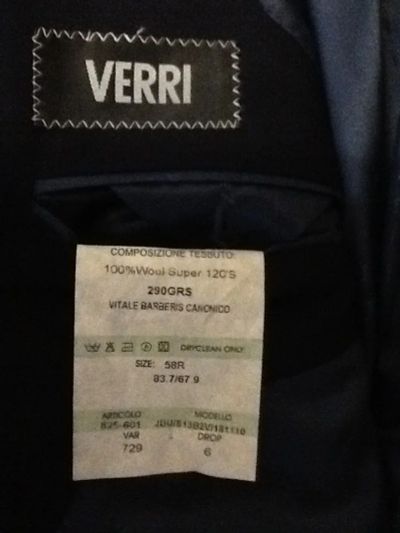 VERRI
COMPOSIZIONE TESSUTO:
100%Wool Super 120'S
290GRS
VITALE BARBERIS CANONICO
DRYCLEAN ONLY
SIZE: 58R
83.7/67.9
ARTICOLO MODELLO
825-601
VAR DROP
729 6